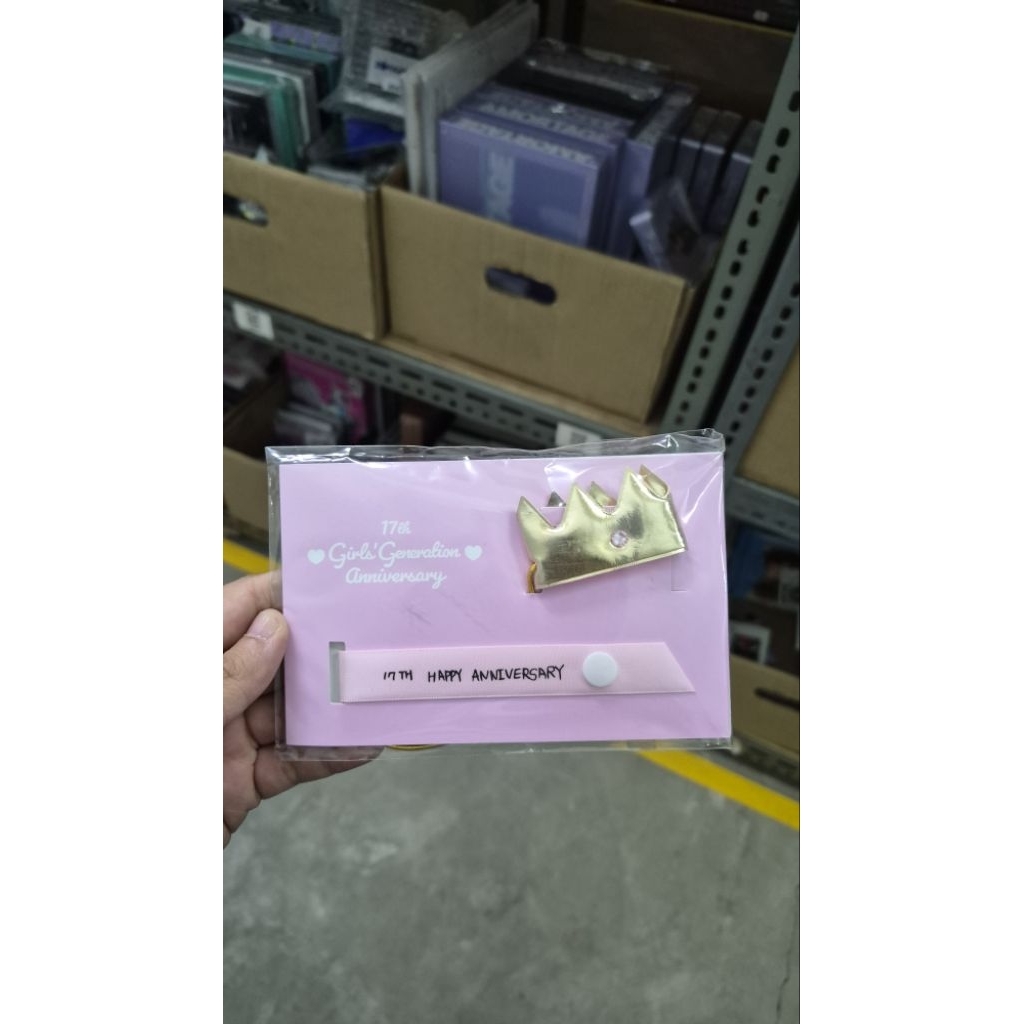 17th
Girls' Generation
Anniversary
17TH HAPPY ANNIVERSARY